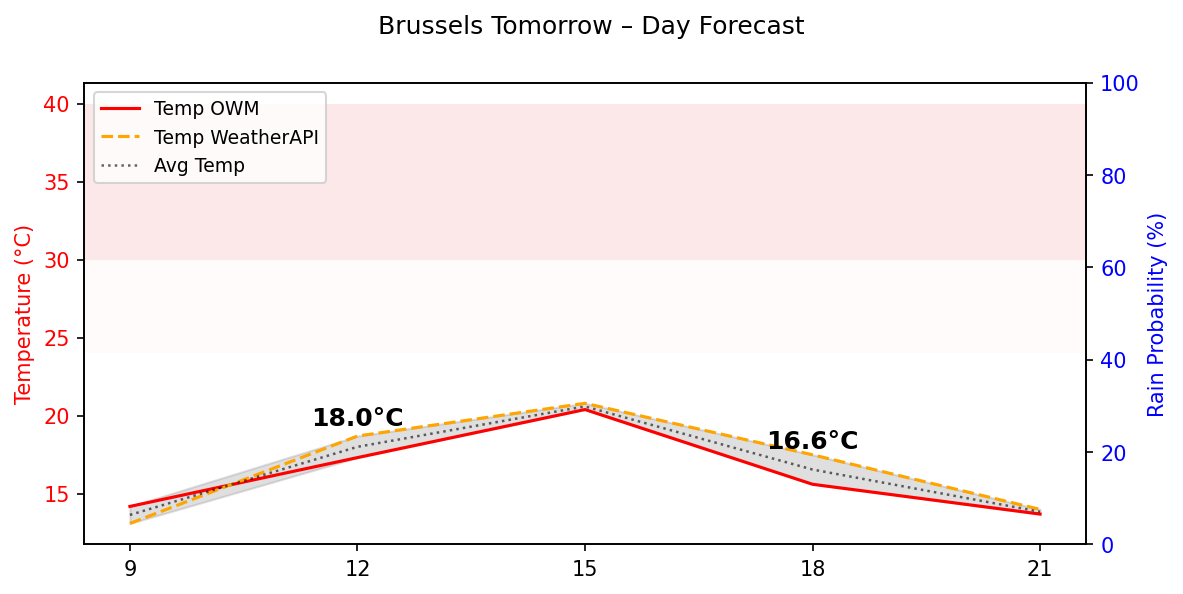 Brussels Tomorrow – Day Forecast
Temp OWM
Temp WeatherAPI
Avg Temp
Temperature (°C)
40
35
30
25
20
15
18.0°C
16.6°C
100
80
60
40
20
0
Rain Probability (%)
9
12
15
18
21